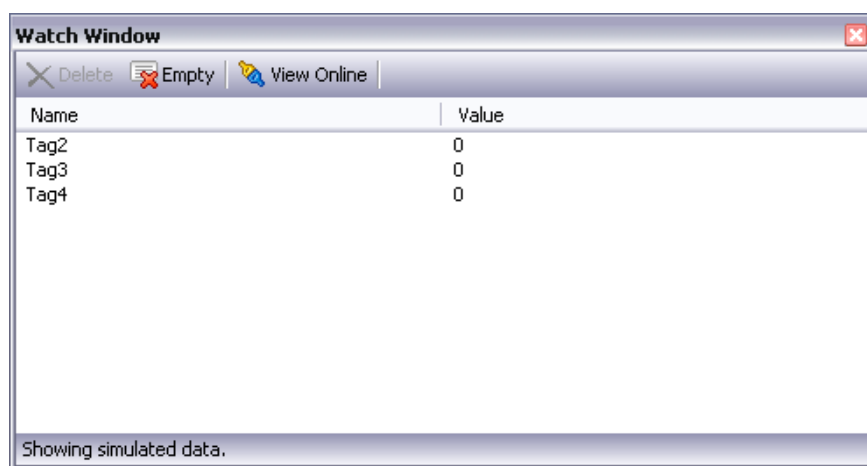 Watch Window
Delete Empty View Online
Name Value
Tag2 0
Tag3 0
Tag4 0
Showing simulated data.